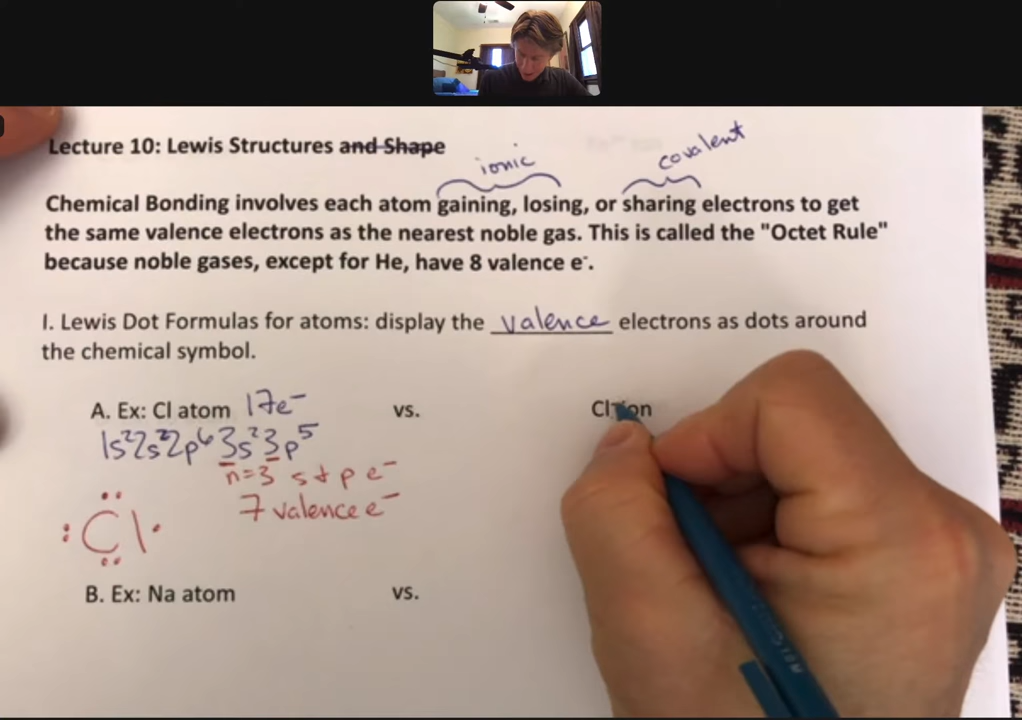 Lecture 10: Lewis Structures and Shape
ionic
covalent
Chemical Bonding involves each atom gaining, losing, or sharing electrons to get
the same valence electrons as the nearest noble gas. This is called the "Octet Rule"
because noble gases, except for He, have 8 valence e⁻.
I. Lewis Dot Formulas for atoms: display the valence electrons as dots around
the chemical symbol.
A. Ex: Cl atom 17e⁻ vs. Cl⁻ ion
1s²2s²2p⁶3s²3p⁵
n=3 s + p e⁻
7 valence e⁻
Cl
B. Ex: Na atom vs.